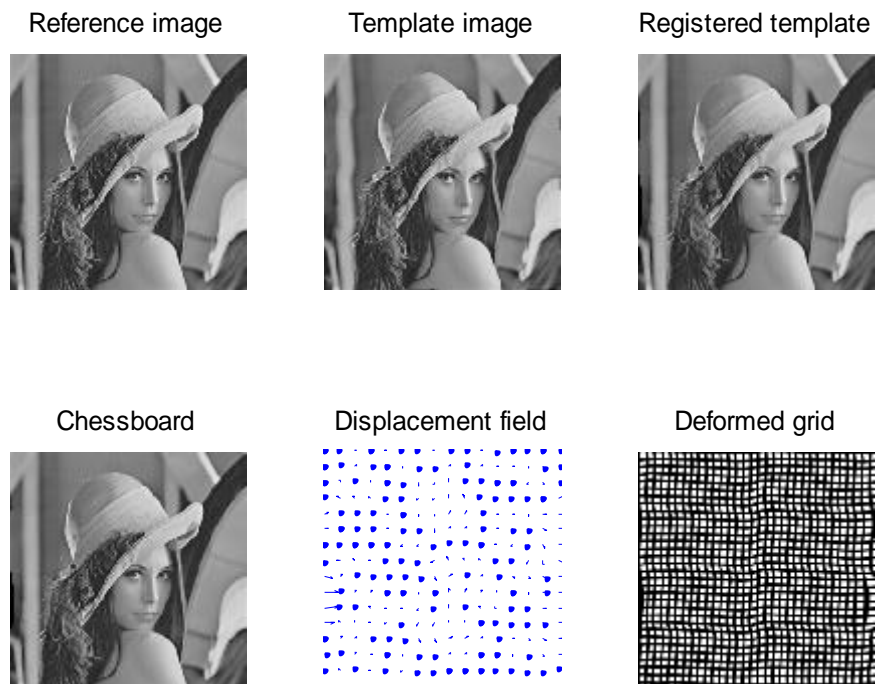 Reference image
Template image
Registered template
Chessboard
Displacement field
Deformed grid